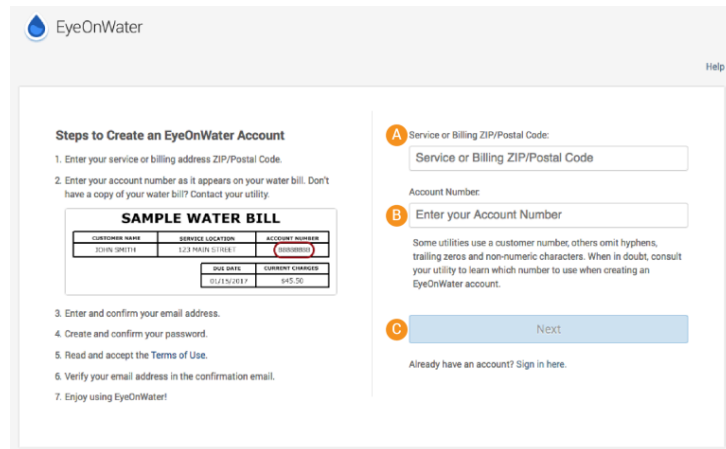 EyeOnWater
Help
Steps to Create an EyeOnWater Account
1. Enter your service or billing address ZIP/Postal Code.
2. Enter your account number as it appears on your water bill. Don't
have a copy of your water bill? Contact your utility.
SAMPLE WATER BILL
CUSTOMER NAME SERVICE LOCATION ACCOUNT NUMBER
JOHN SMITH 123 MAIN STREET 88888888
DUE DATE CURRENT CHARGES
01/15/2017 $45.50
3. Enter and confirm your email address.
4. Create and confirm your password.
5. Read and accept the Terms of Use.
6. Verify your email address in the confirmation email.
7. Enjoy using EyeOnWater!
A Service or Billing ZIP/Postal Code:
Service or Billing ZIP/Postal Code
Account Number:
B Enter your Account Number
Some utilities use a customer number, others omit hyphens,
trailing zeros and non-numeric characters. When in doubt, consult
your utility to learn which number to use when creating an
EyeOnWater account.
C Next
Already have an account? Sign in here.